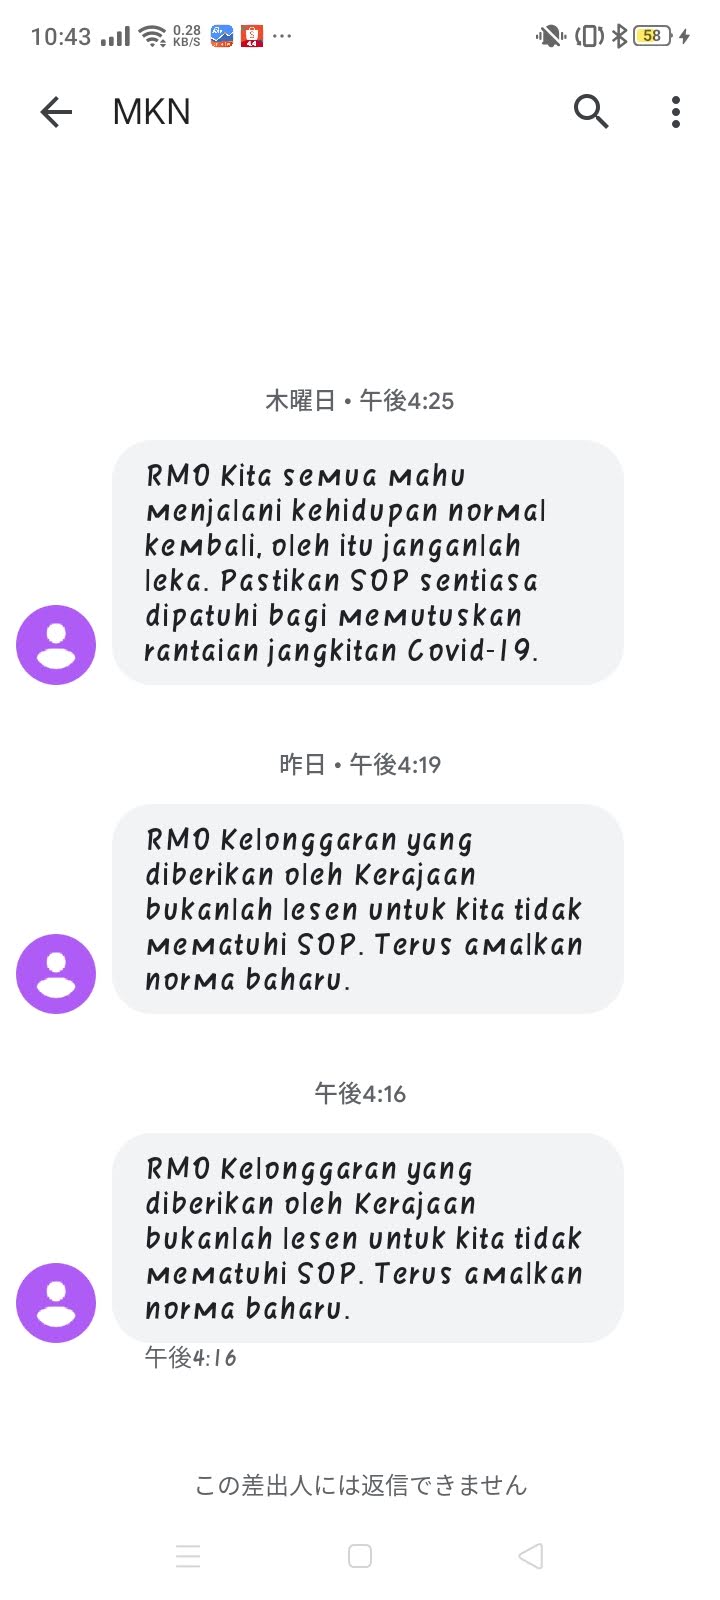 10:43 0.28 KB/S 58
4.4
MKN
木曜日 • 午後4:25
RM0 Kita semua mahu
menjalani kehidupan normal
kembali, oleh itu janganlah
leka. Pastikan SOP sentiasa
dipatuhi bagi memutuskan
rantaian jangkitan Covid-19.
昨日 • 午後4:19
RM0 Kelonggaran yang
diberikan oleh Kerajaan
bukanlah lesen untuk kita tidak
mematuhi SOP. Terus amalkan
norma baharu.
午後4:16
RM0 Kelonggaran yang
diberikan oleh Kerajaan
bukanlah lesen untuk kita tidak
mematuhi SOP. Terus amalkan
norma baharu.
午後4:16
この差出人には返信できません